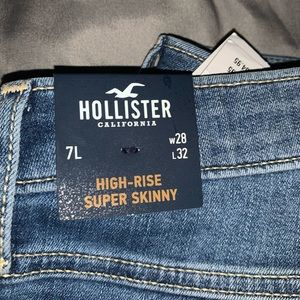 HOLLISTER
CALIFORNIA
7L
W28
L32
HIGH-RISE
SUPER SKINNY